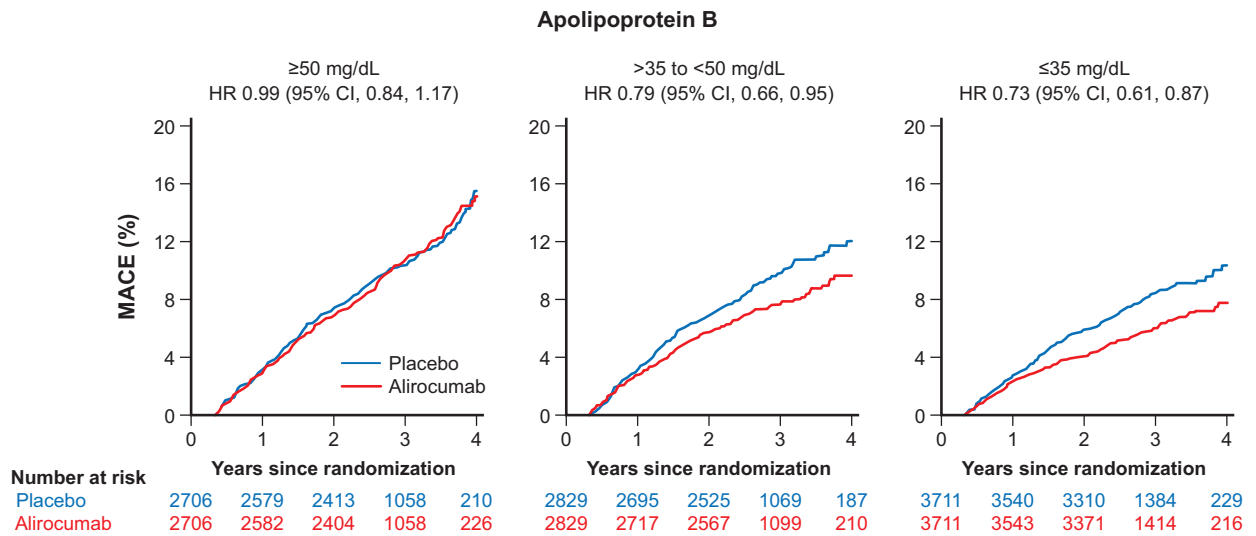 Apolipoprotein B
≥50 mg/dL
HR 0.99 (95% CI, 0.84, 1.17)
>35 to <50 mg/dL
HR 0.79 (95% CI, 0.66, 0.95)
≤35 mg/dL
HR 0.73 (95% CI, 0.61, 0.87)
MACE (%)
20
16
12
8
4
0
Placebo
Alirocumab
0 1 2 3 4
Years since randomization
20
16
12
8
4
0
0 1 2 3 4
Years since randomization
20
16
12
8
4
0
0 1 2 3 4
Years since randomization
Number at risk
Placebo 2706 2579 2413 1058 210 2829 2695 2525 1069 187 3711 3540 3310 1384 229
Alirocumab 2706 2582 2404 1058 226 2829 2717 2567 1099 210 3711 3543 3371 1414 216